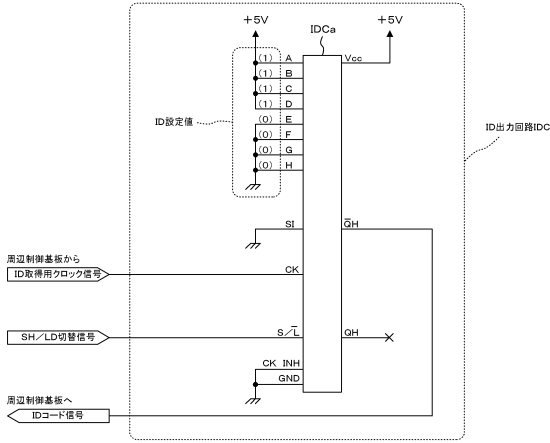 +5V
+5V
IDCa
(1) A
Vcc
(1) B
(1) C
(1) D
(0) E
(0) F
(0) G
(0) H
ID設定値
ID出力回路IDC
SI
Q̅H
周辺制御基板から
ID取得用クロック信号
CK
SH/LD切替信号
S/L̅
QH
CK INH
GND
周辺制御基板へ
IDコード信号